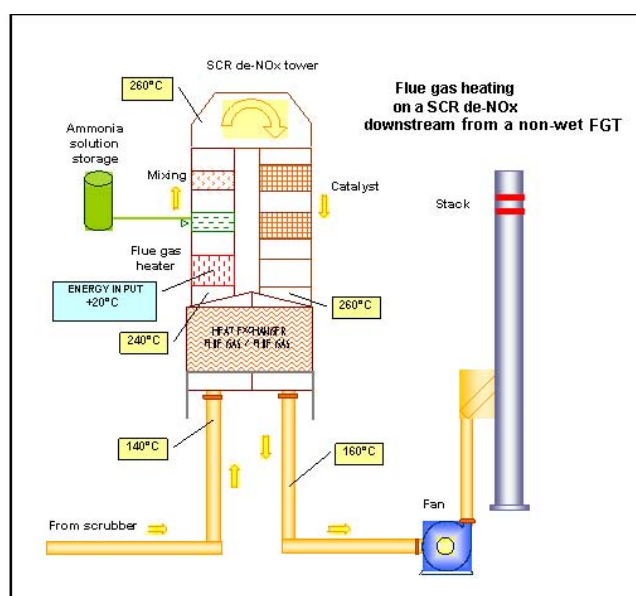 SCR de-NOx tower
260°C
Flue gas heating
on a SCR de-NOx
downstream from a non-wet FGT
Ammonia
solution
storage
Mixing
Catalyst
Stack
Flue gas
heater
ENERGY INPUT
+20°C
260°C
240°C
HEAT EXCHANGER
FLUE GAS / FLUE GAS
140°C
160°C
Fan
From scrubber